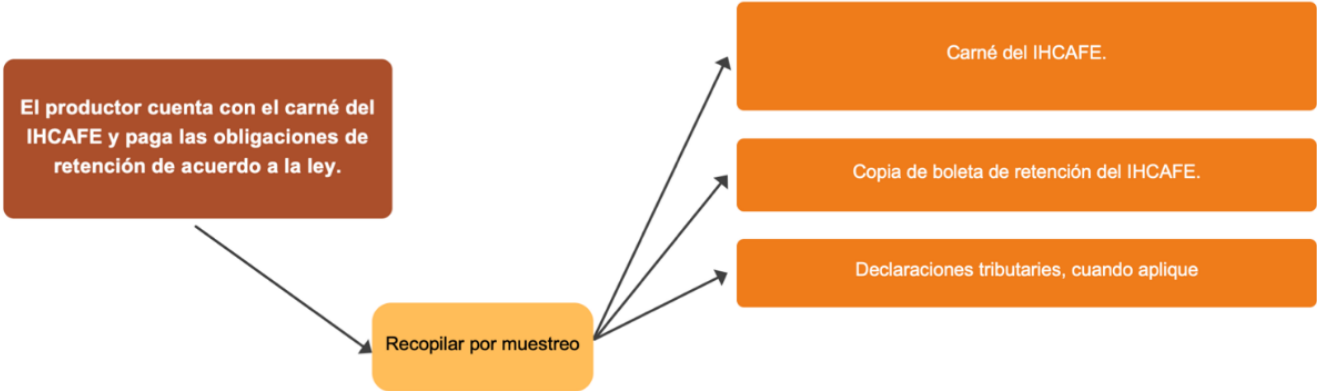 El productor cuenta con el carné del
IHCAFE y paga las obligaciones de
retención de acuerdo a la ley.
Recopilar por muestreo
Carné del IHCAFE.
Copia de boleta de retención del IHCAFE.
Declaraciones tributaries, cuando aplique